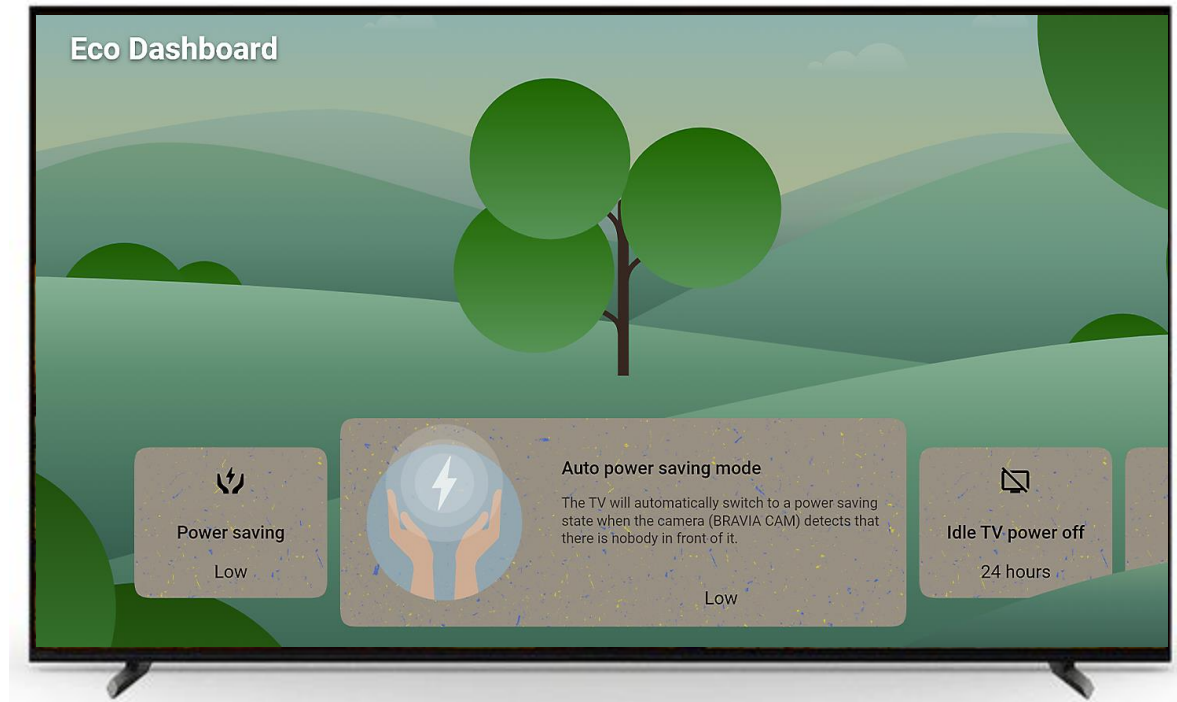 Eco Dashboard
Power saving
Low
Auto power saving mode
The TV will automatically switch to a power saving
state when the camera (BRAVIA CAM) detects that
there is nobody in front of it.
Low
Idle TV power off
24 hours